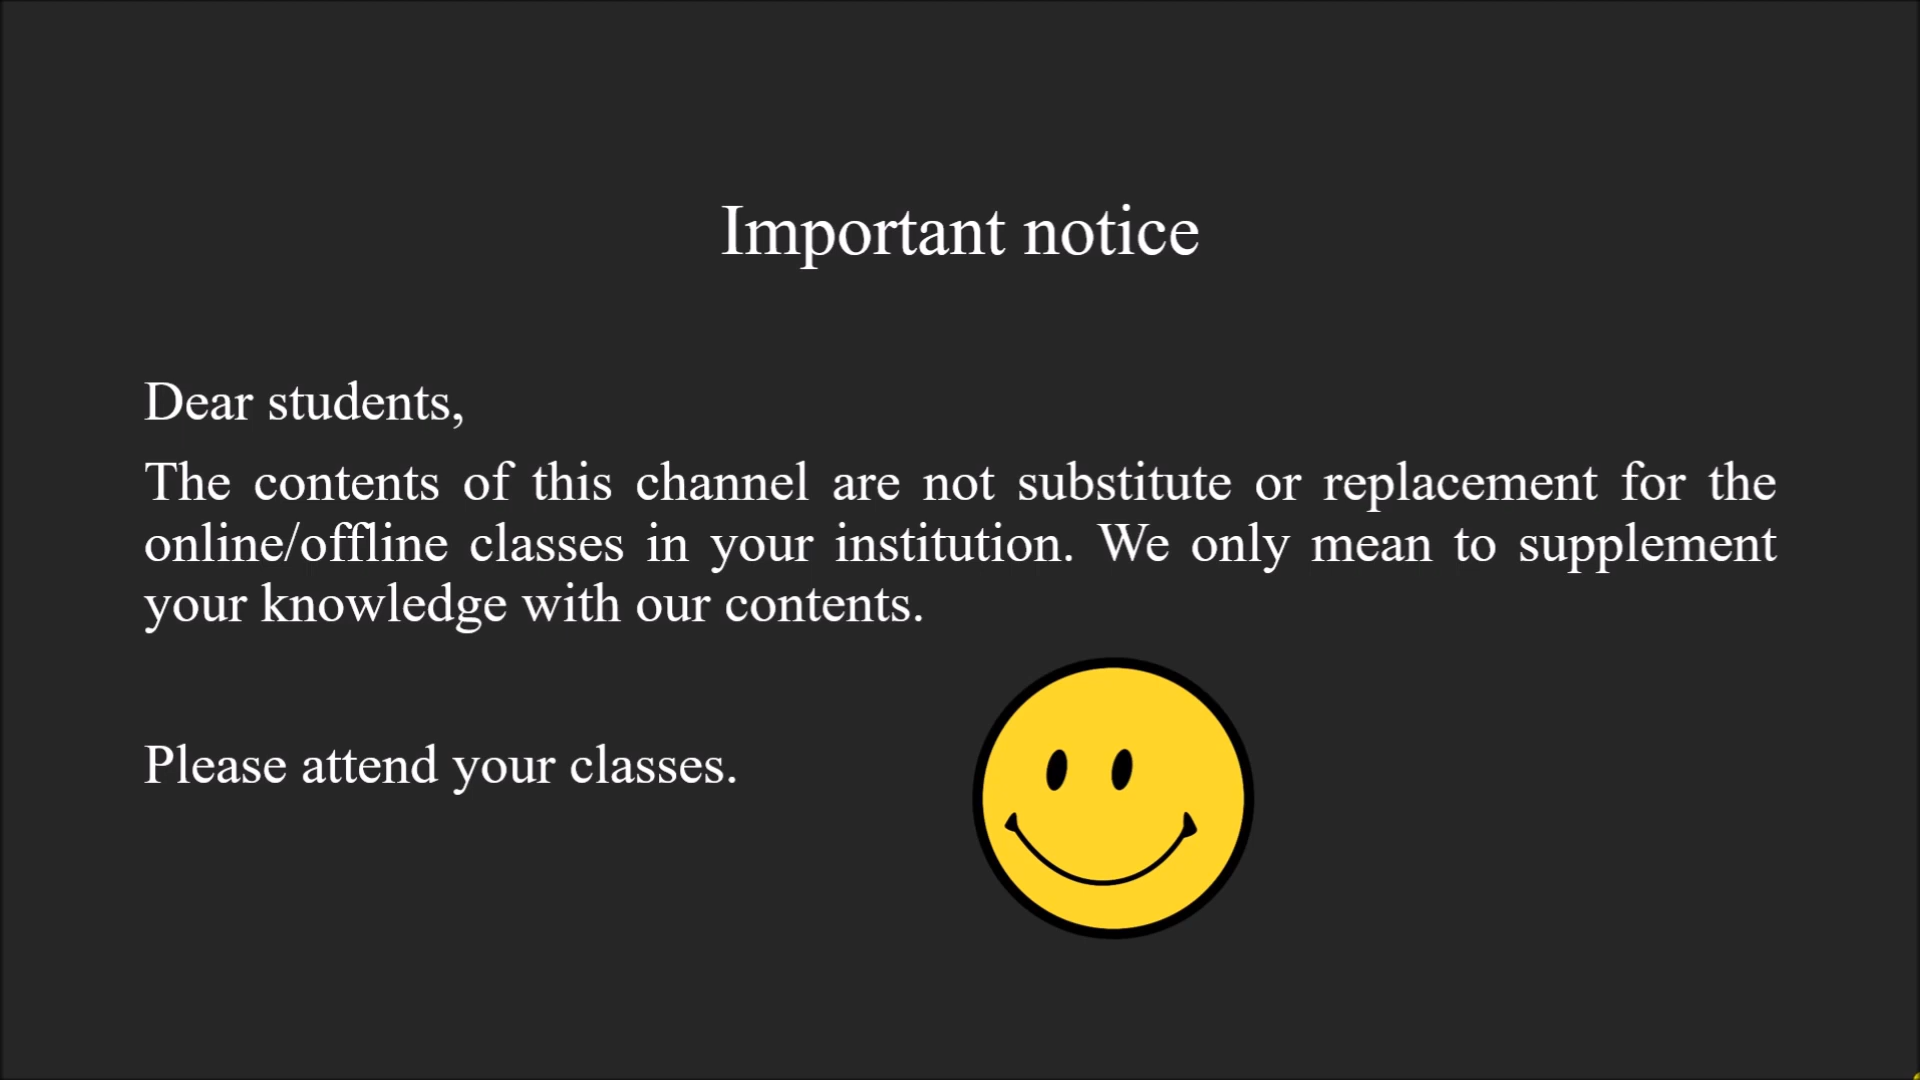 Important notice
Dear students,
The contents of this channel are not substitute or replacement for the
online/offline classes in your institution. We only mean to supplement
your knowledge with our contents.
Please attend your classes.